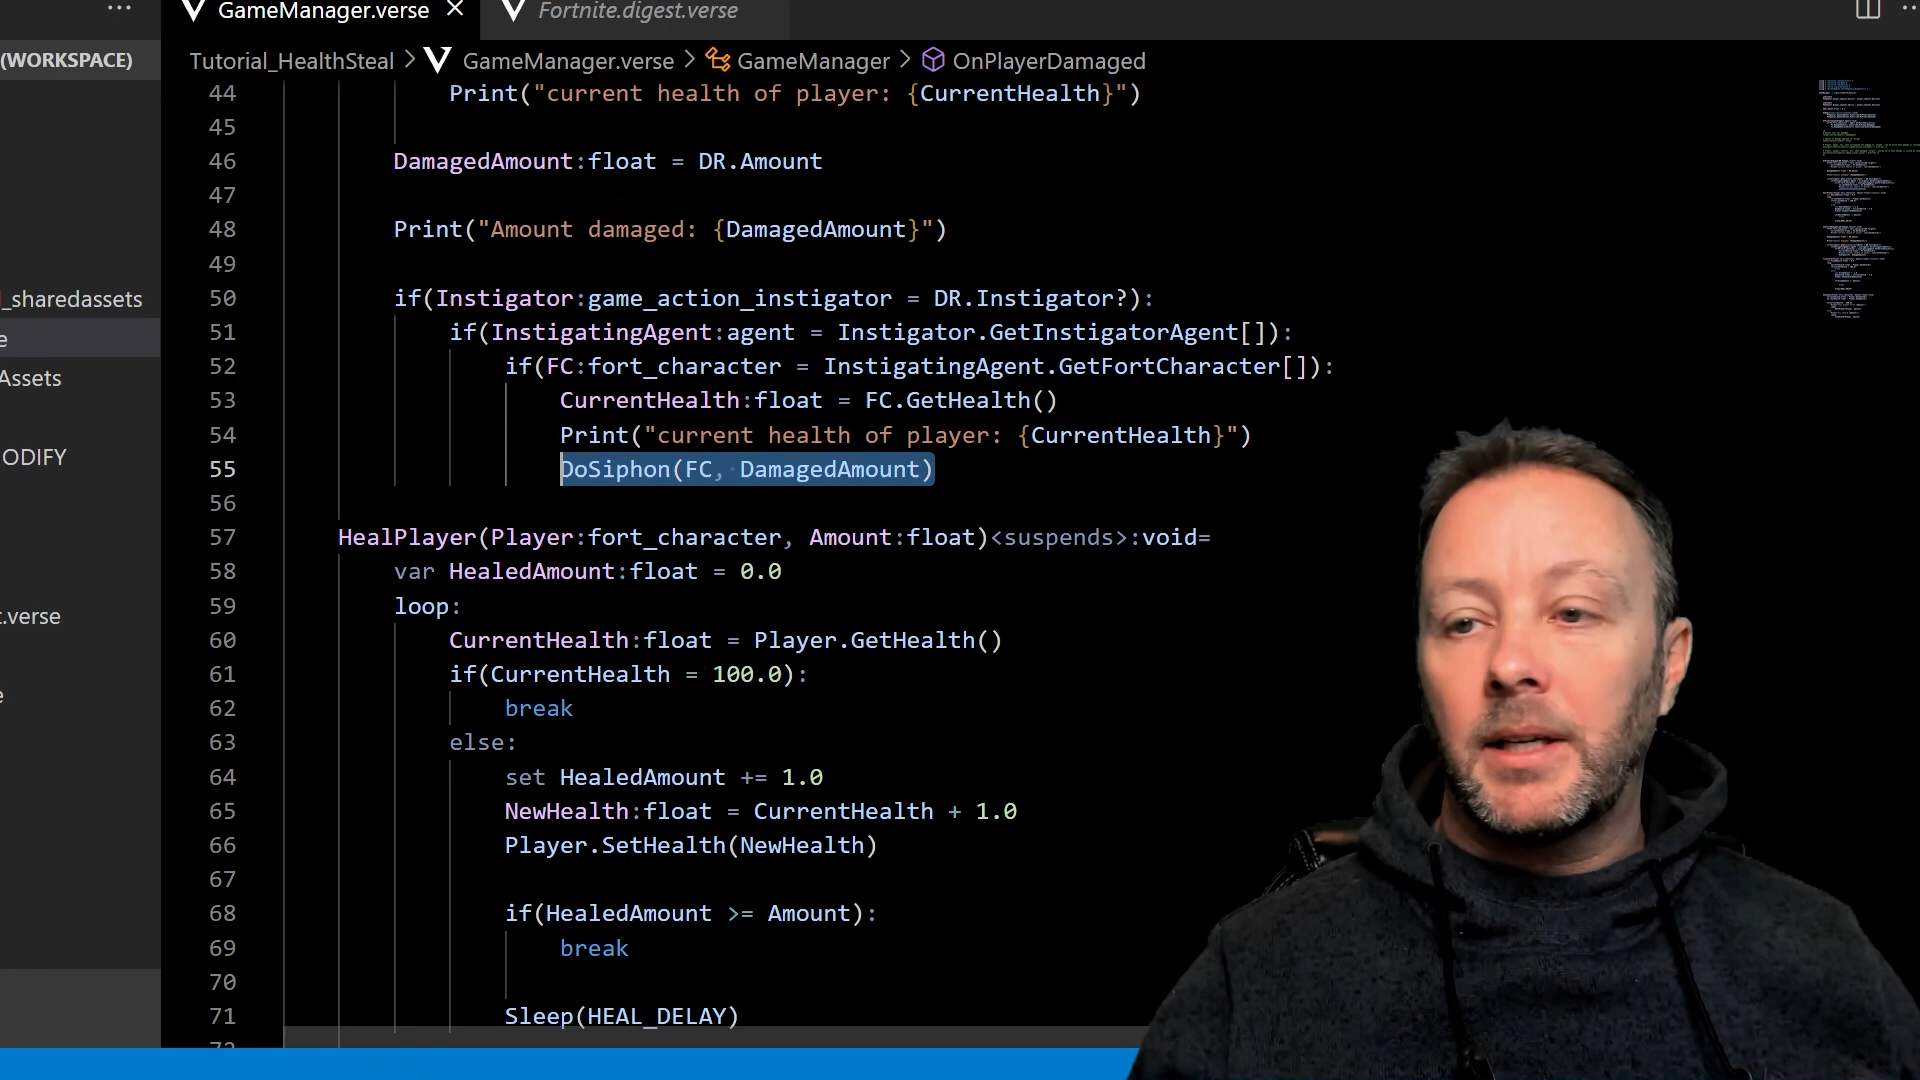 GameManager.verse
Fortnite.digest.verse
(WORKSPACE)
Tutorial_HealthSteal > GameManager.verse > GameManager > OnPlayerDamaged
44 Print("current health of player: {CurrentHealth}")
45
46 DamagedAmount:float = DR.Amount
47
48 Print("Amount damaged: {DamagedAmount}")
49
_sharedassets
50 if(Instigator:game_action_instigator = DR.Instigator?):
51 if(InstigatingAgent:agent = Instigator.GetInstigatorAgent[]):
e
52 if(FC:fort_character = InstigatingAgent.GetFortCharacter[]):
Assets
53 CurrentHealth:float = FC.GetHealth()
54 Print("current health of player: {CurrentHealth}")
ODIFY
55 DoSiphon(FC, DamagedAmount)
56
57 HealPlayer(Player:fort_character, Amount:float)<suspends>:void=
58 var HealedAmount:float = 0.0
59 loop:
.verse
60 CurrentHealth:float = Player.GetHealth()
61 if(CurrentHealth = 100.0):
e
62 break
63 else:
64 set HealedAmount += 1.0
65 NewHealth:float = CurrentHealth + 1.0
66 Player.SetHealth(NewHealth)
67
68 if(HealedAmount >= Amount):
69 break
70
71 Sleep(HEAL_DELAY)